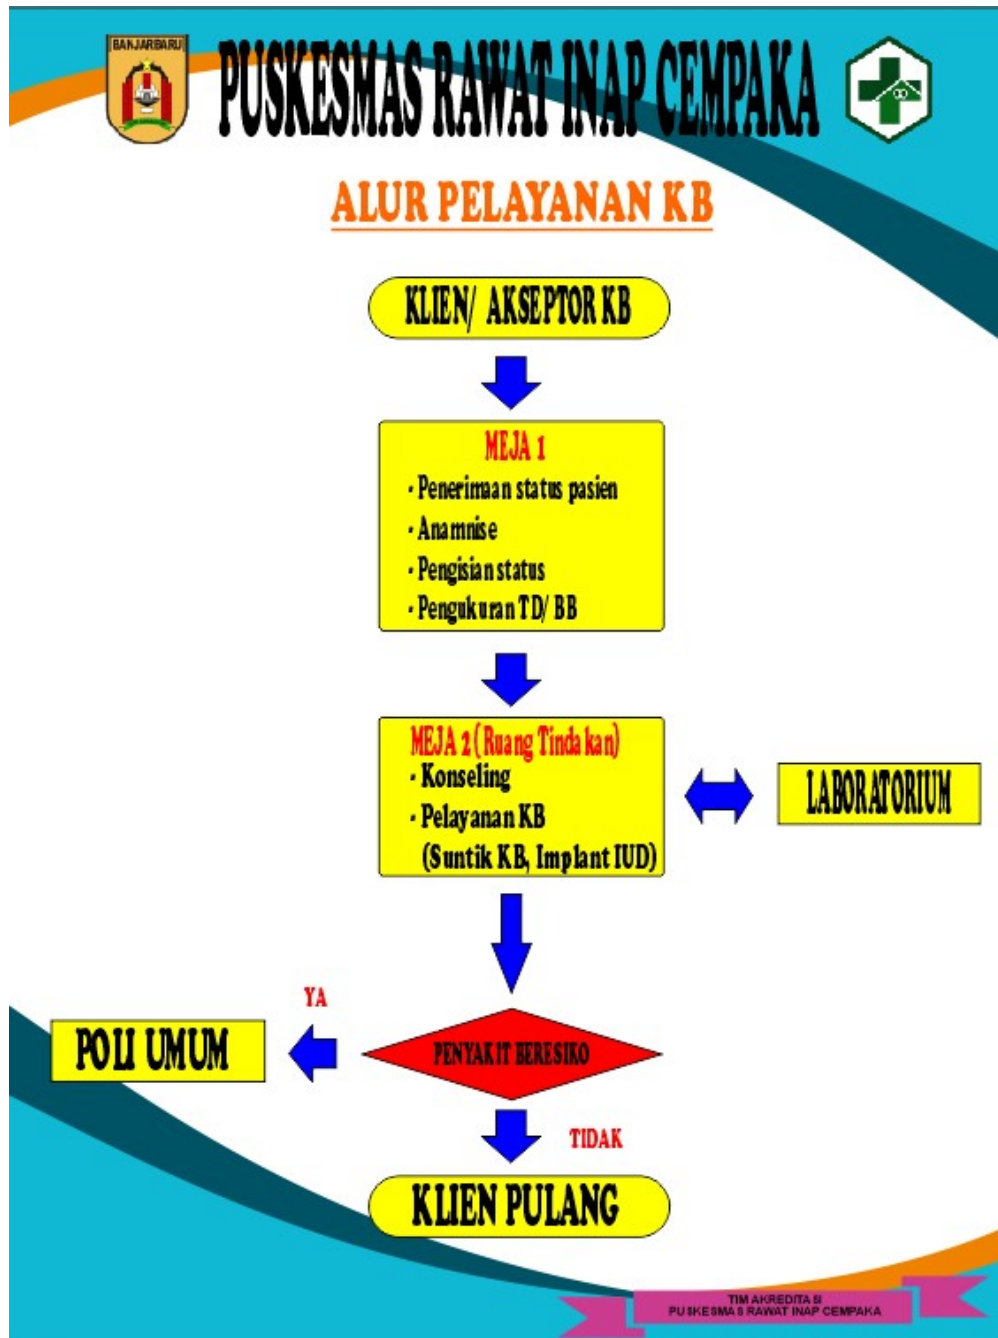 BANJARBARU
PUSKESMAS RAWAT INAP CEMPAKA
ALUR PELAYANAN KB
KLIEN/ AKSEPTOR KB
MEJA 1
- Penerimaan status pasien
- Anamnise
- Pengisian status
- Pengukuran TD/ BB
MEJA 2 (Ruang Tindakan)
- Konseling
- Pelayanan KB
(Suntik KB, Implant IUD)
LABORATORIUM
YA
POLI UMUM
PENYAKIT BERESIKO
TIDAK
KLIEN PULANG
TIM AKREDITASI
PUSKESMAS RAWAT INAP CEMPAKA